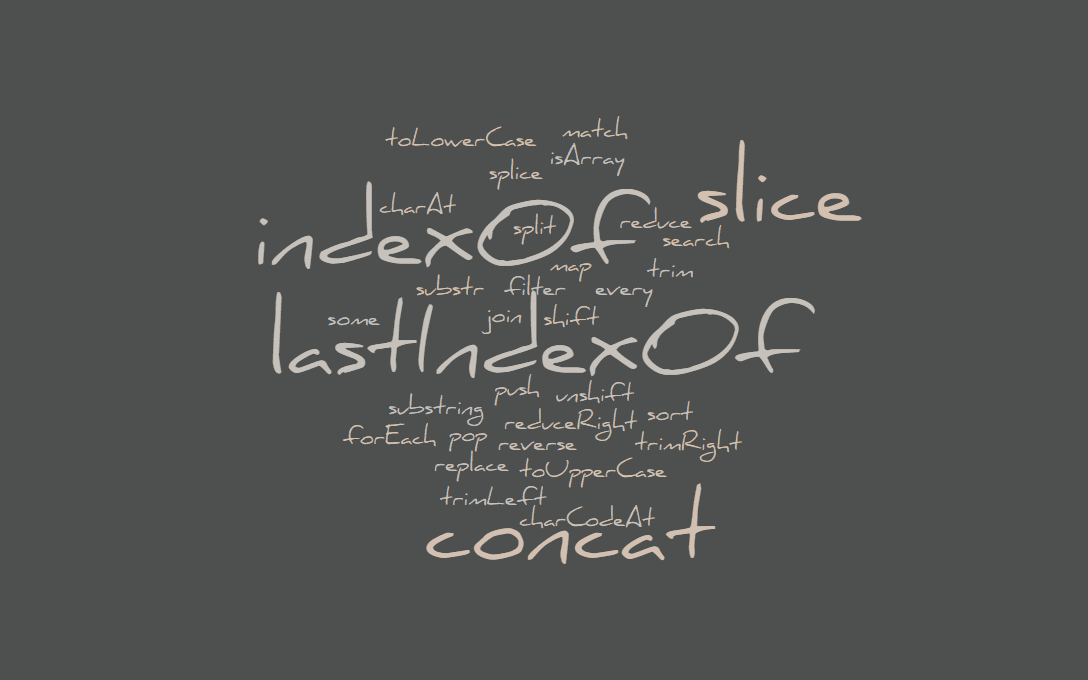 toLowerCase match
isArray
splice
slice
charAt
indexOf
split
reduce
search
map
trim
substr filter every
some
join shift
lastIndexOf
push unshift
substring
reduceRight sort
forEach pop reverse trimRight
replace toUpperCase
trimLeft
charCodeAt
concat